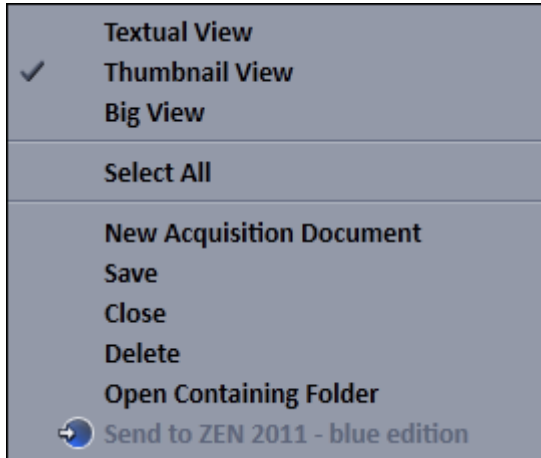 Textual View
Thumbnail View
Big View
Select All
New Acquisition Document
Save
Close
Delete
Open Containing Folder
Send to ZEN 2011 - blue edition